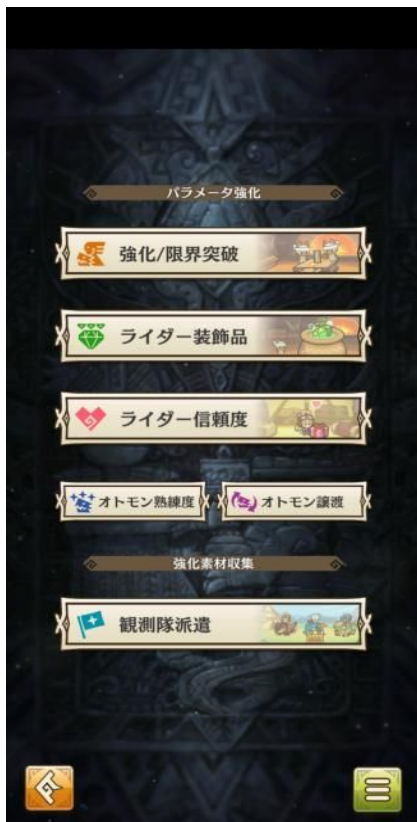 パラメータ強化
強化/限界突破
ライダー装飾品
ライダー信頼度
オトモン熟練度
オトモン譲渡
強化素材収集
観測隊派遣